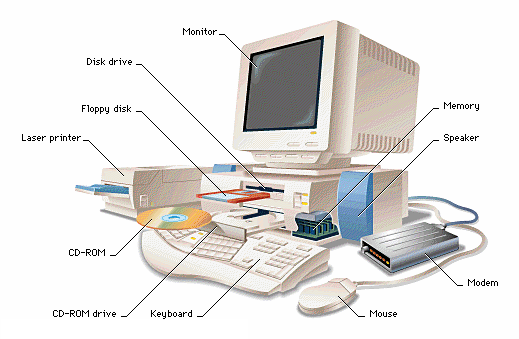 Monitor
Disk drive
Floppy disk
Memory
Laser printer
Speaker
CD-ROM
Modem
CD-ROM drive
Keyboard
Mouse